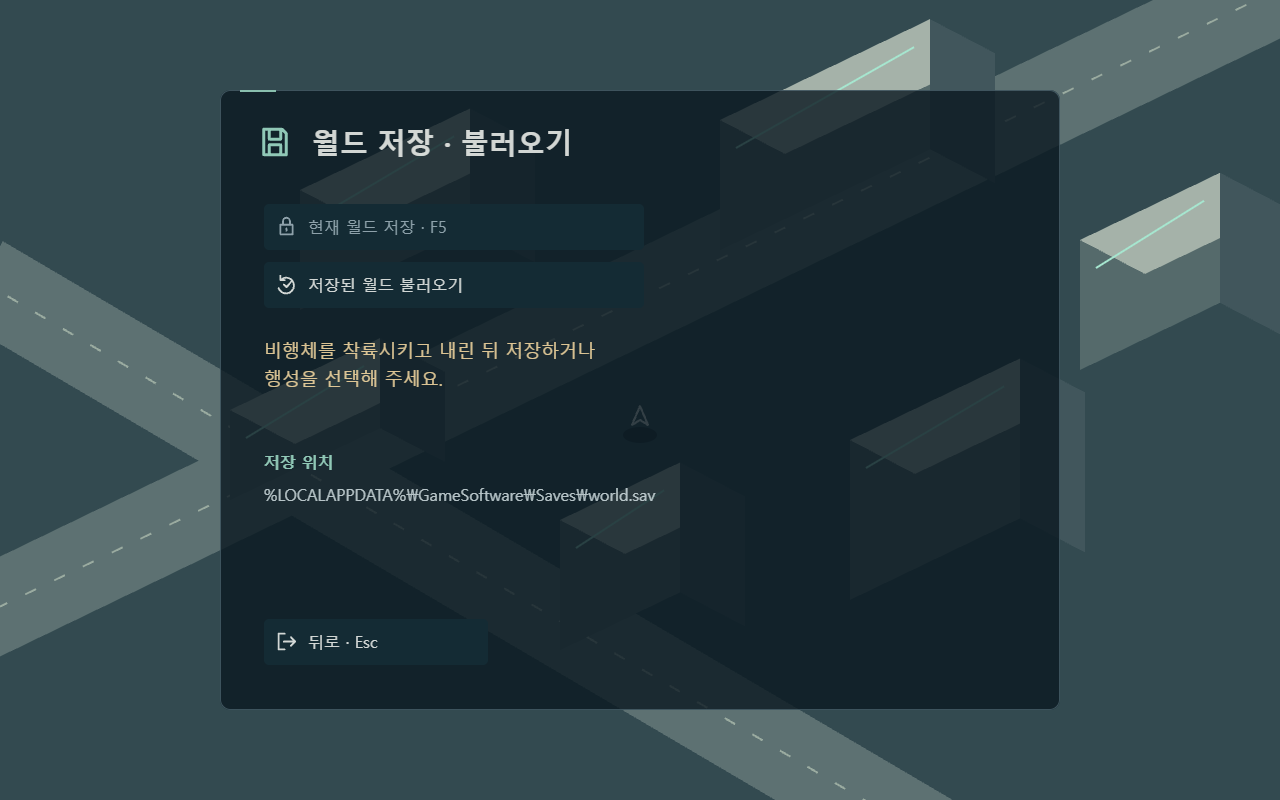 월드 저장 · 불러오기
현재 월드 저장 · F5
저장된 월드 불러오기
비행체를 착륙시키고 내린 뒤 저장하거나
행성을 선택해 주세요.
저장 위치
%LOCALAPPDATA%₩GameSoftware₩Saves₩world.sav
뒤로 · Esc